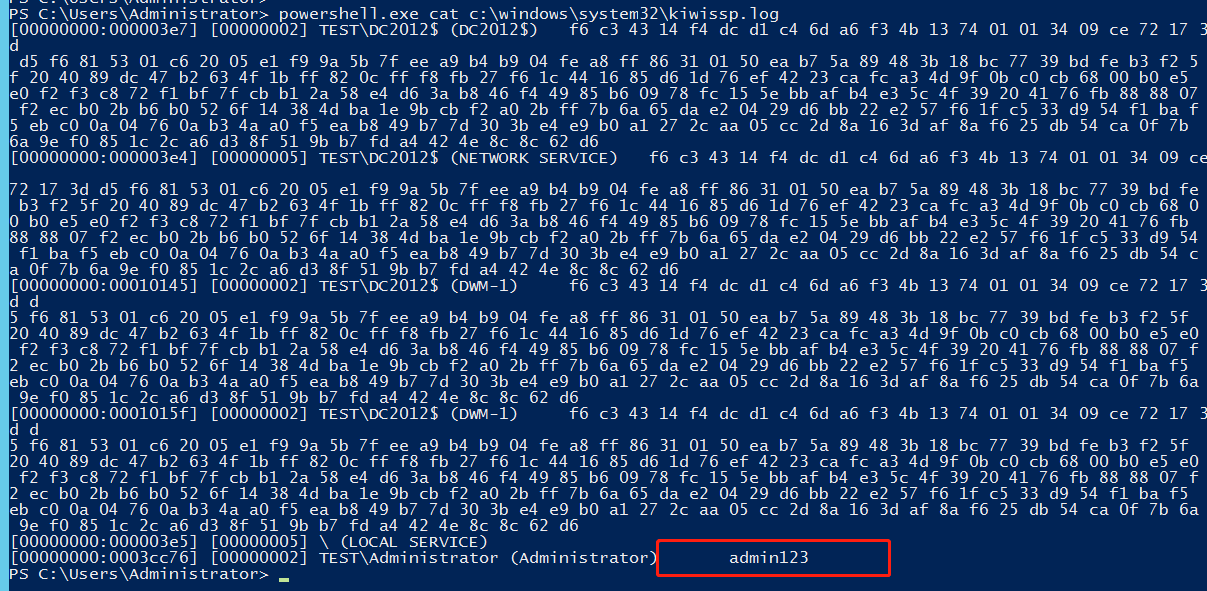 PS C:\Users\Administrator>
PS C:\Users\Administrator> powershell.exe cat c:\windows\system32\kiwissp.log
[00000000:000003e7] [00000002] TEST\DC2012$ (DC2012$)   f6 c3 43 14 f4 dc d1 c4 6d a6 f3 4b 13 74 01 01 34 09 ce 72 17 3
d
d5 f6 81 53 01 c6 20 05 e1 f9 9a 5b 7f ee a9 b4 b9 04 fe a8 ff 86 31 01 50 ea b7 5a 89 48 3b 18 bc 77 39 bd fe b3 f2 5
f 20 40 89 dc 47 b2 63 4f 1b ff 82 0c ff f8 fb 27 f6 1c 44 16 85 d6 1d 76 ef 42 23 ca fc a3 4d 9f 0b c0 cb 68 00 b0 e5
e0 f2 f3 c8 72 f1 bf 7f cb b1 2a 58 e4 d6 3a b8 46 f4 49 85 b6 09 78 fc 15 5e bb af b4 e3 5c 4f 39 20 41 76 fb 88 88 07
f2 ec b0 2b b6 b0 52 6f 14 38 4d ba 1e 9b cb f2 a0 2b ff 7b 6a 65 da e2 04 29 d6 bb 22 e2 57 f6 1f c5 33 d9 54 f1 ba f
5 eb c0 0a 04 76 0a b3 4a a0 f5 ea b8 49 b7 7d 30 3b e4 e9 b0 a1 27 2c aa 05 cc 2d 8a 16 3d af 8a f6 25 db 54 ca 0f 7b
6a 9e f0 85 1c 2c a6 d3 8f 51 9b b7 fd a4 42 4e 8c 8c 62 d6
[00000000:000003e4] [00000005] TEST\DC2012$ (NETWORK SERVICE)   f6 c3 43 14 f4 dc d1 c4 6d a6 f3 4b 13 74 01 01 34 09 ce
72 17 3d d5 f6 81 53 01 c6 20 05 e1 f9 9a 5b 7f ee a9 b4 b9 04 fe a8 ff 86 31 01 50 ea b7 5a 89 48 3b 18 bc 77 39 bd fe
b3 f2 5f 20 40 89 dc 47 b2 63 4f 1b ff 82 0c ff f8 fb 27 f6 1c 44 16 85 d6 1d 76 ef 42 23 ca fc a3 4d 9f 0b c0 cb 68 0
0 b0 e5 e0 f2 f3 c8 72 f1 bf 7f cb b1 2a 58 e4 d6 3a b8 46 f4 49 85 b6 09 78 fc 15 5e bb af b4 e3 5c 4f 39 20 41 76 fb
88 88 07 f2 ec b0 2b b6 b0 52 6f 14 38 4d ba 1e 9b cb f2 a0 2b ff 7b 6a 65 da e2 04 29 d6 bb 22 e2 57 f6 1f c5 33 d9 54
f1 ba f5 eb c0 0a 04 76 0a b3 4a a0 f5 ea b8 49 b7 7d 30 3b e4 e9 b0 a1 27 2c aa 05 cc 2d 8a 16 3d af 8a f6 25 db 54 c
a 0f 7b 6a 9e f0 85 1c 2c a6 d3 8f 51 9b b7 fd a4 42 4e 8c 8c 62 d6
[00000000:00010145] [00000002] TEST\DC2012$ (DWM-1)     f6 c3 43 14 f4 dc d1 c4 6d a6 f3 4b 13 74 01 01 34 09 ce 72 17 3
d d
5 f6 81 53 01 c6 20 05 e1 f9 9a 5b 7f ee a9 b4 b9 04 fe a8 ff 86 31 01 50 ea b7 5a 89 48 3b 18 bc 77 39 bd fe b3 f2 5f
20 40 89 dc 47 b2 63 4f 1b ff 82 0c ff f8 fb 27 f6 1c 44 16 85 d6 1d 76 ef 42 23 ca fc a3 4d 9f 0b c0 cb 68 00 b0 e5 e0
f2 f3 c8 72 f1 bf 7f cb b1 2a 58 e4 d6 3a b8 46 f4 49 85 b6 09 78 fc 15 5e bb af b4 e3 5c 4f 39 20 41 76 fb 88 88 07 f
2 ec b0 2b b6 b0 52 6f 14 38 4d ba 1e 9b cb f2 a0 2b ff 7b 6a 65 da e2 04 29 d6 bb 22 e2 57 f6 1f c5 33 d9 54 f1 ba f5
eb c0 0a 04 76 0a b3 4a a0 f5 ea b8 49 b7 7d 30 3b e4 e9 b0 a1 27 2c aa 05 cc 2d 8a 16 3d af 8a f6 25 db 54 ca 0f 7b 6a
9e f0 85 1c 2c a6 d3 8f 51 9b b7 fd a4 42 4e 8c 8c 62 d6
[00000000:0001015f] [00000002] TEST\DC2012$ (DWM-1)     f6 c3 43 14 f4 dc d1 c4 6d a6 f3 4b 13 74 01 01 34 09 ce 72 17 3
d d
5 f6 81 53 01 c6 20 05 e1 f9 9a 5b 7f ee a9 b4 b9 04 fe a8 ff 86 31 01 50 ea b7 5a 89 48 3b 18 bc 77 39 bd fe b3 f2 5f
20 40 89 dc 47 b2 63 4f 1b ff 82 0c ff f8 fb 27 f6 1c 44 16 85 d6 1d 76 ef 42 23 ca fc a3 4d 9f 0b c0 cb 68 00 b0 e5 e0
f2 f3 c8 72 f1 bf 7f cb b1 2a 58 e4 d6 3a b8 46 f4 49 85 b6 09 78 fc 15 5e bb af b4 e3 5c 4f 39 20 41 76 fb 88 88 07 f
2 ec b0 2b b6 b0 52 6f 14 38 4d ba 1e 9b cb f2 a0 2b ff 7b 6a 65 da e2 04 29 d6 bb 22 e2 57 f6 1f c5 33 d9 54 f1 ba f5
eb c0 0a 04 76 0a b3 4a a0 f5 ea b8 49 b7 7d 30 3b e4 e9 b0 a1 27 2c aa 05 cc 2d 8a 16 3d af 8a f6 25 db 54 ca 0f 7b 6a
9e f0 85 1c 2c a6 d3 8f 51 9b b7 fd a4 42 4e 8c 8c 62 d6
[00000000:000003e5] [00000005] \ (LOCAL SERVICE)
[00000000:0003cc76] [00000002] TEST\Administrator (Administrator)       admin123
PS C:\Users\Administrator>